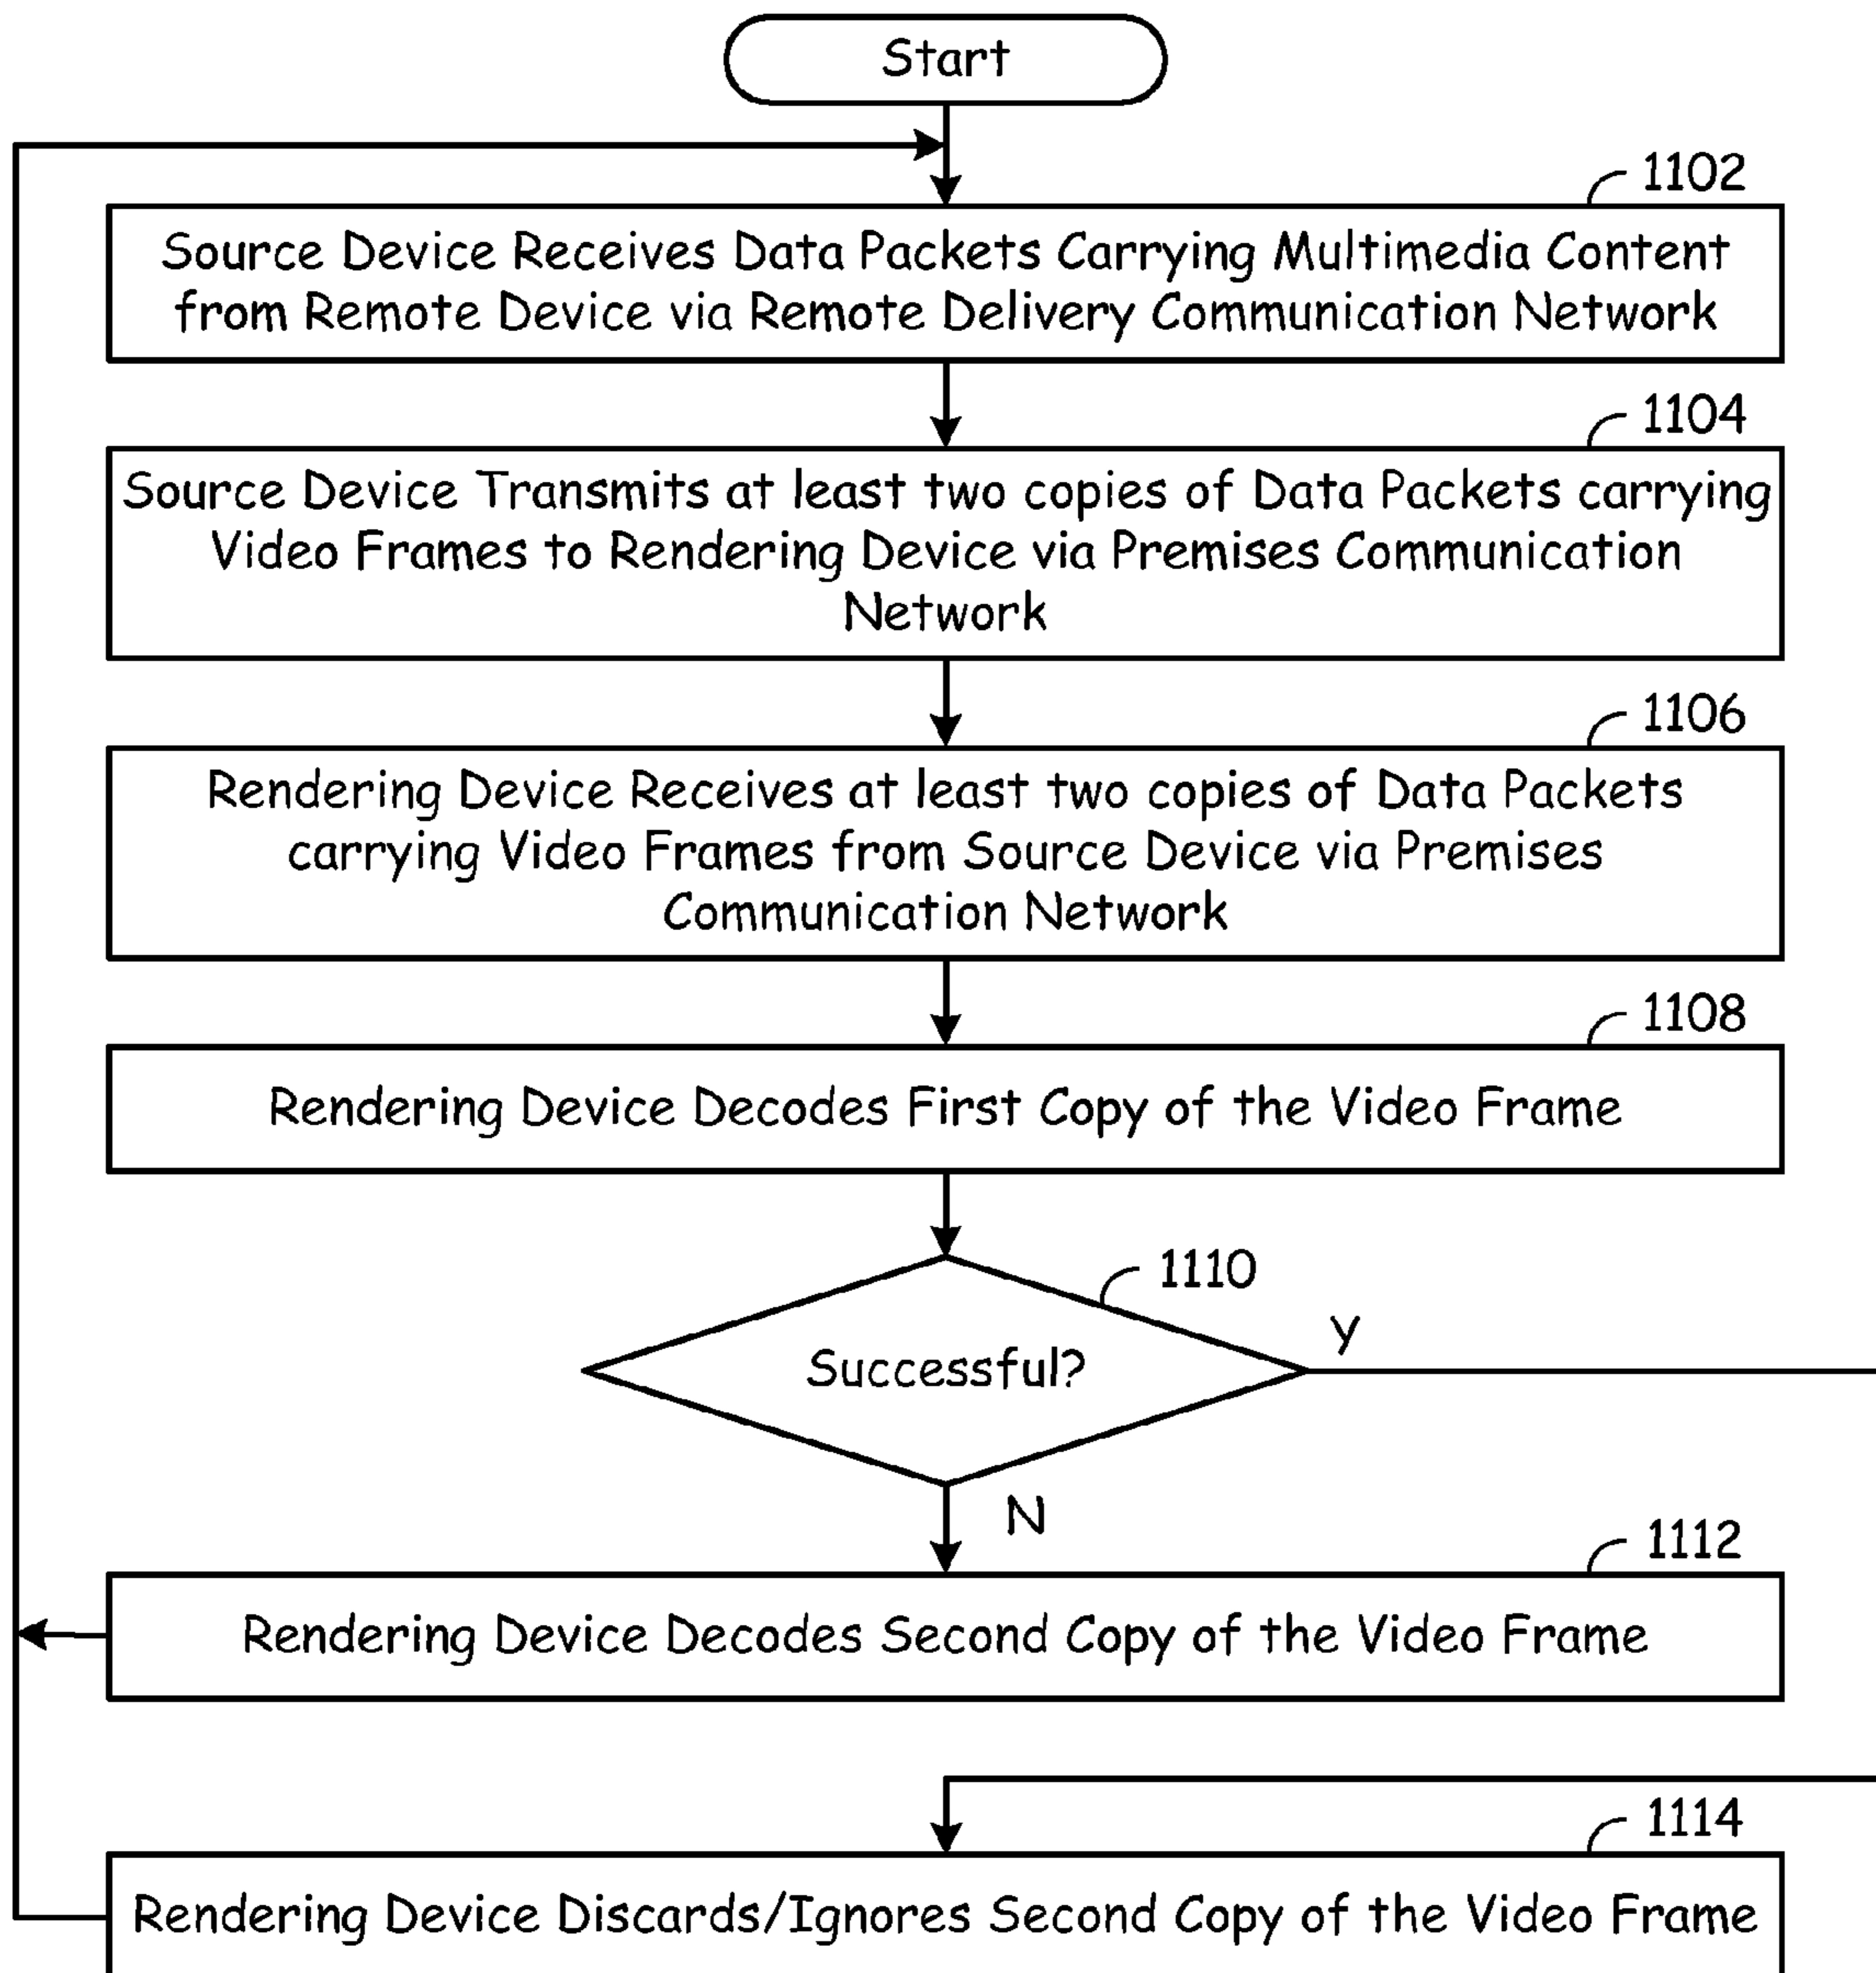 Start
1102
Source Device Receives Data Packets Carrying Multimedia Content
from Remote Device via Remote Delivery Communication Network
1104
Source Device Transmits at least two copies of Data Packets carrying
Video Frames to Rendering Device via Premises Communication
Network
1106
Rendering Device Receives at least two copies of Data Packets
carrying Video Frames from Source Device via Premises
Communication Network
1108
Rendering Device Decodes First Copy of the Video Frame
1110
Successful?
Y
N
1112
Rendering Device Decodes Second Copy of the Video Frame
1114
Rendering Device Discards/Ignores Second Copy of the Video Frame